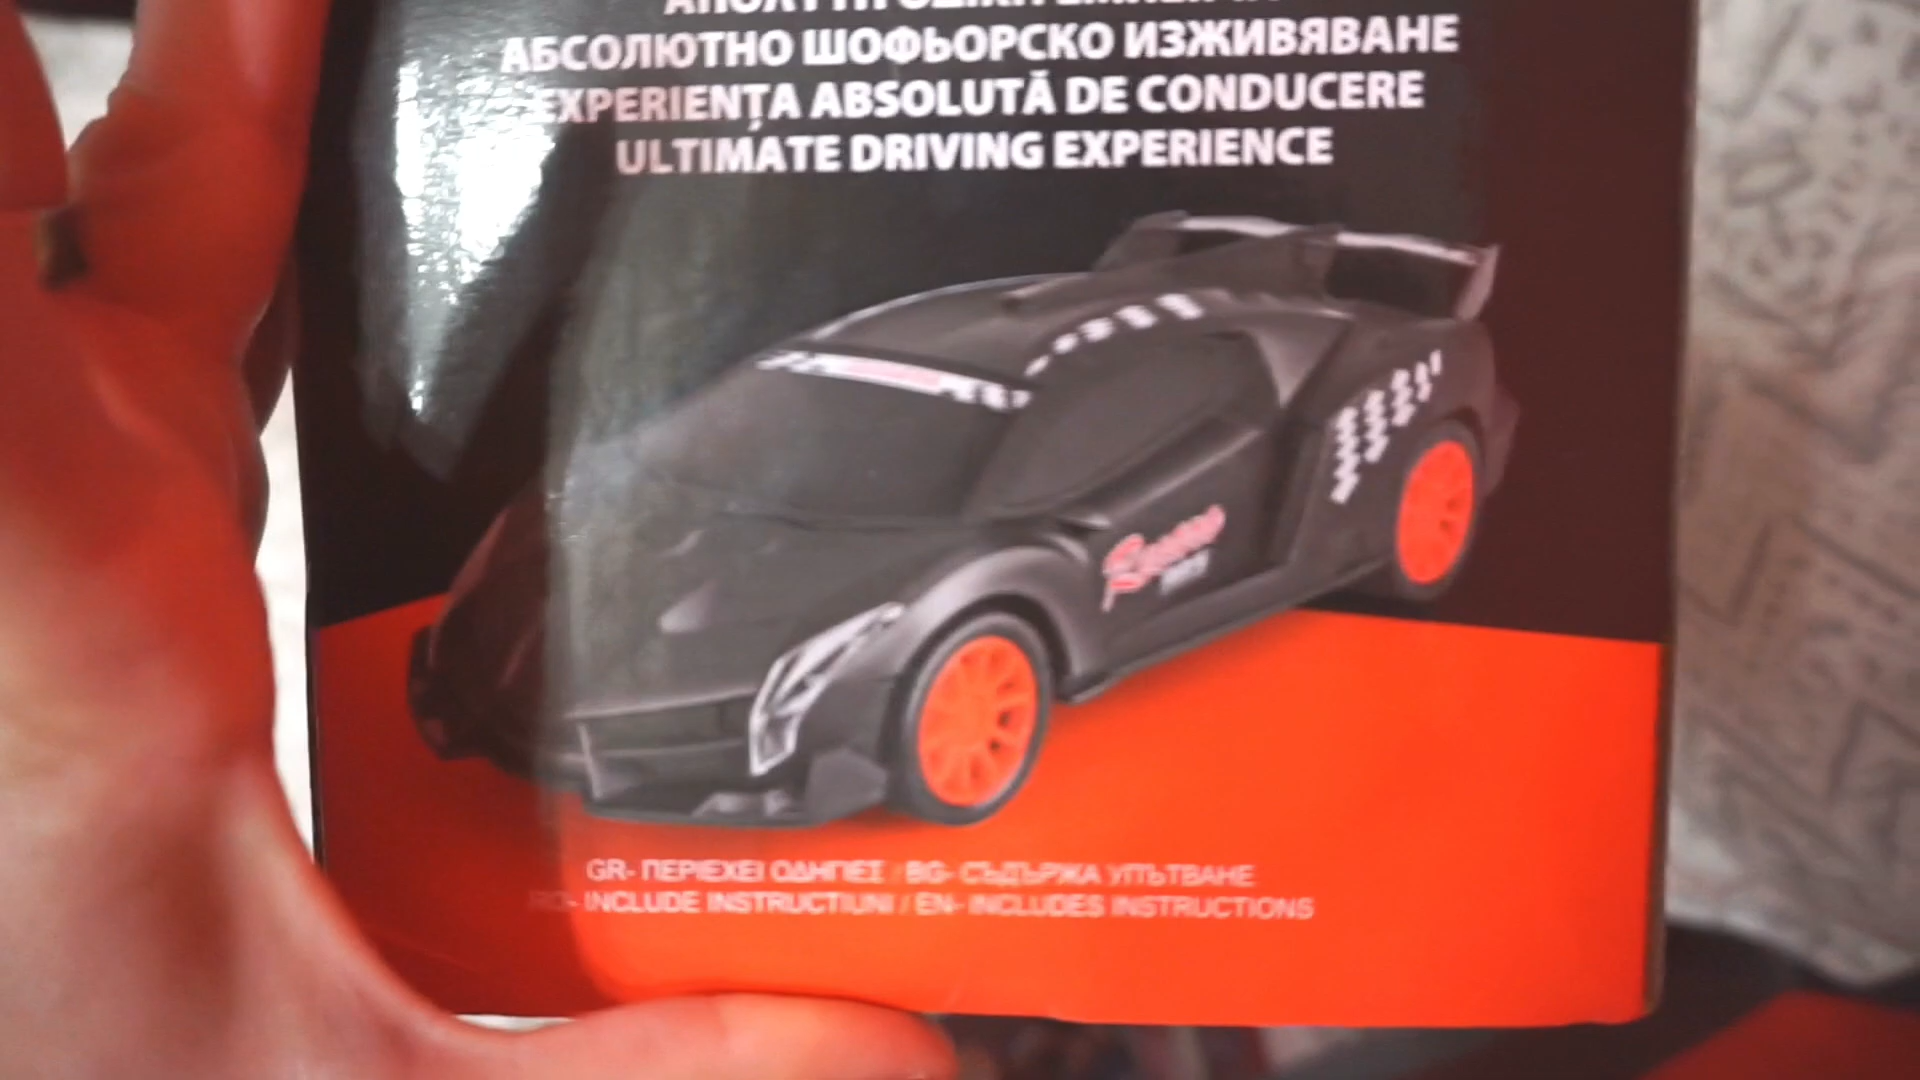 АБСОЛЮТНО ШОФЬОРСКО ИЗЖИВЯВАНЕ
EXPERIENȚA ABSOLUTĂ DE CONDUCERE
ULTIMATE DRIVING EXPERIENCE
GR- ΠΕΡΙΕΧΕΙ ΟΔΗΓΙΕΣ / BG- СЪДЪРЖА УПЪТВАНЕ
RO- INCLUDE INSTRUCTIUNI / EN- INCLUDES INSTRUCTIONS